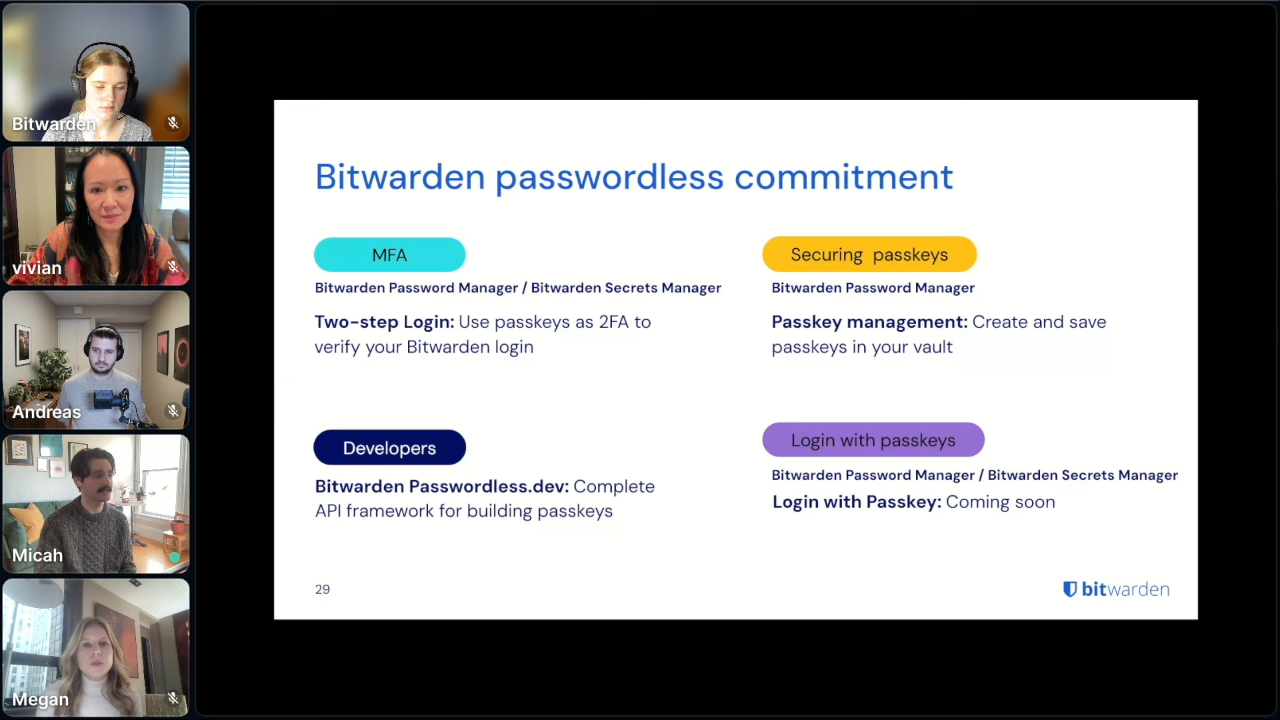 Bitwarden
vivian
Andreas
Micah
Megan
Bitwarden passwordless commitment
MFA
Bitwarden Password Manager / Bitwarden Secrets Manager
Two-step Login: Use passkeys as 2FA to
verify your Bitwarden login
Securing passkeys
Bitwarden Password Manager
Passkey management: Create and save
passkeys in your vault
Developers
Bitwarden Passwordless.dev: Complete
API framework for building passkeys
Login with passkeys
Bitwarden Password Manager / Bitwarden Secrets Manager
Login with Passkey: Coming soon
29
bitwarden